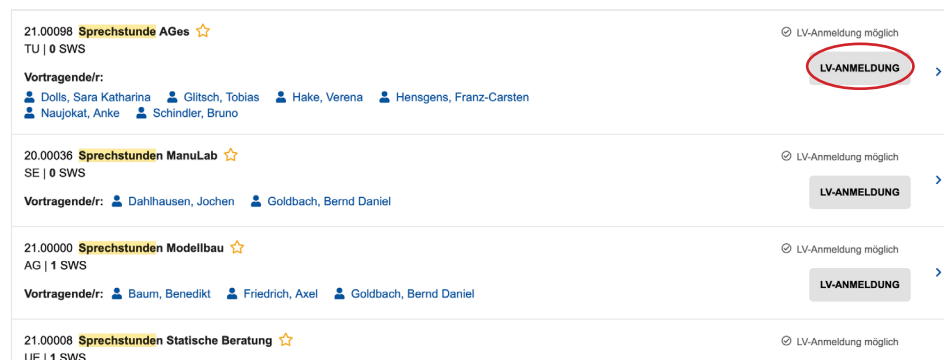 21.00098 Sprechstunde AGes
LV-Anmeldung möglich
TU | 0 SWS
LV-ANMELDUNG
Vortragende/r:
Dolls, Sara Katharina Glitsch, Tobias Hake, Verena Hensgens, Franz-Carsten
Naujokat, Anke Schindler, Bruno
20.00036 Sprechstunden ManuLab
LV-Anmeldung möglich
SE | 0 SWS
LV-ANMELDUNG
Vortragende/r: Dahlhausen, Jochen Goldbach, Bernd Daniel
21.00000 Sprechstunden Modellbau
LV-Anmeldung möglich
AG | 1 SWS
LV-ANMELDUNG
Vortragende/r: Baum, Benedikt Friedrich, Axel Goldbach, Bernd Daniel
21.00008 Sprechstunden Statische Beratung
LV-Anmeldung möglich
UE | 1 SWS